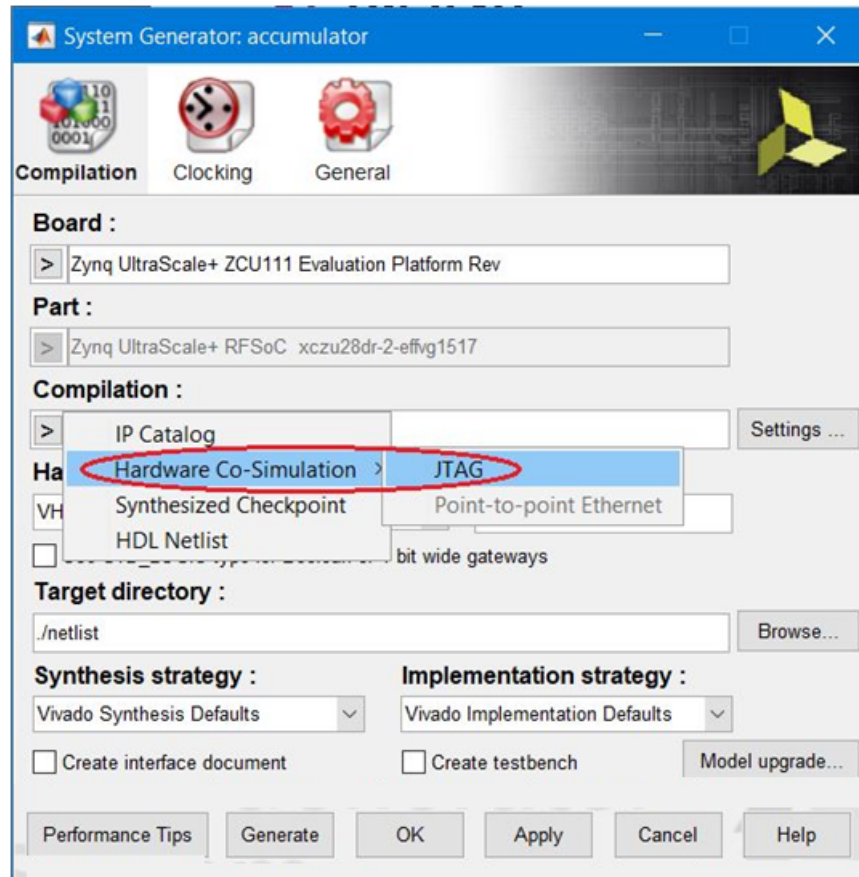 System Generator: accumulator
Compilation Clocking General
Board :
> Zynq UltraScale+ ZCU111 Evaluation Platform Rev
Part :
> Zynq UltraScale+ RFSoC xczu28dr-2-effvg1517
Compilation :
> IP Catalog Settings ...
Ha Hardware Co-Simulation > JTAG
VH Synthesized Checkpoint Point-to-point Ethernet
HDL Netlist
bit wide gateways
Target directory :
./netlist Browse...
Synthesis strategy : Implementation strategy :
Vivado Synthesis Defaults Vivado Implementation Defaults
Create interface document Create testbench Model upgrade...
Performance Tips Generate OK Apply Cancel Help